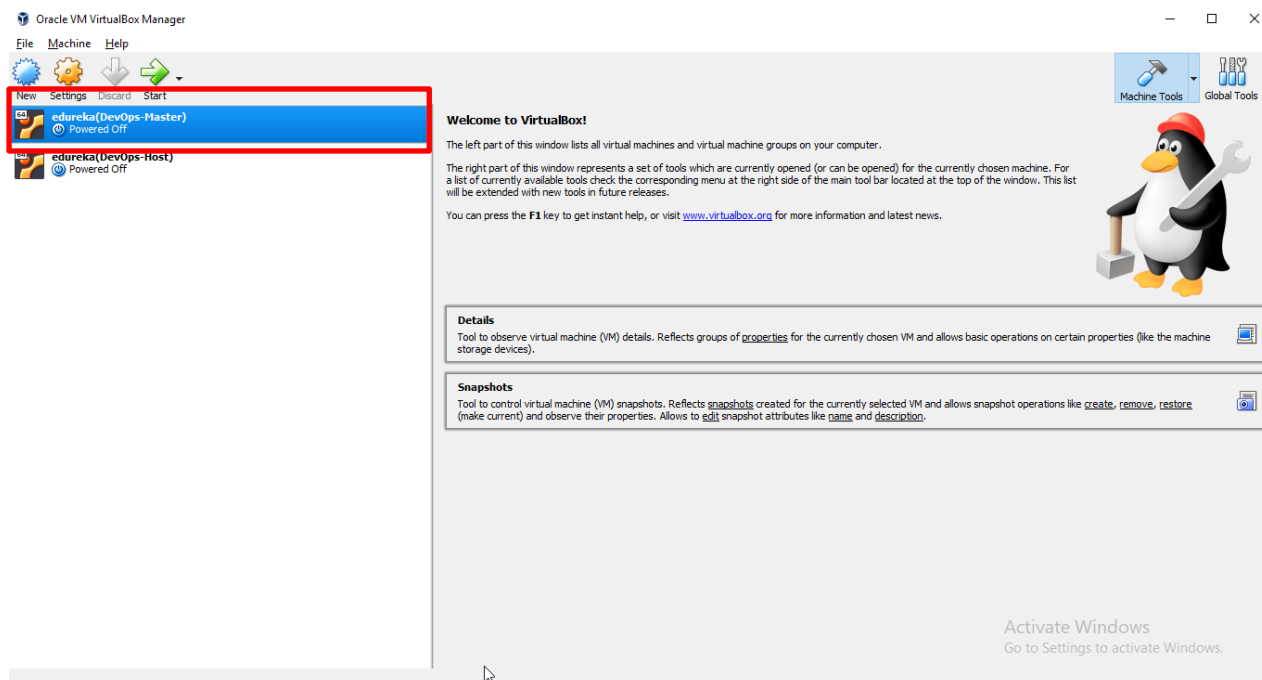 Oracle VM VirtualBox Manager
File Machine Help
New Settings Discard Start
Machine Tools Global Tools
64 edureka(DevOps-Master)
Powered Off
64 edureka(DevOps-Host)
Powered Off
Welcome to VirtualBox!
The left part of this window lists all virtual machines and virtual machine groups on your computer.
The right part of this window represents a set of tools which are currently opened (or can be opened) for the currently chosen machine. For
a list of currently available tools check the corresponding menu at the right side of the main tool bar located at the top of the window. This list
will be extended with new tools in future releases.
You can press the F1 key to get instant help, or visit www.virtualbox.org for more information and latest news.
Details
Tool to observe virtual machine (VM) details. Reflects groups of properties for the currently chosen VM and allows basic operations on certain properties (like the machine
storage devices).
Snapshots
Tool to control virtual machine (VM) snapshots. Reflects snapshots created for the currently selected VM and allows snapshot operations like create, remove, restore
(make current) and observe their properties. Allows to edit snapshot attributes like name and description.
Activate Windows
Go to Settings to activate Windows.